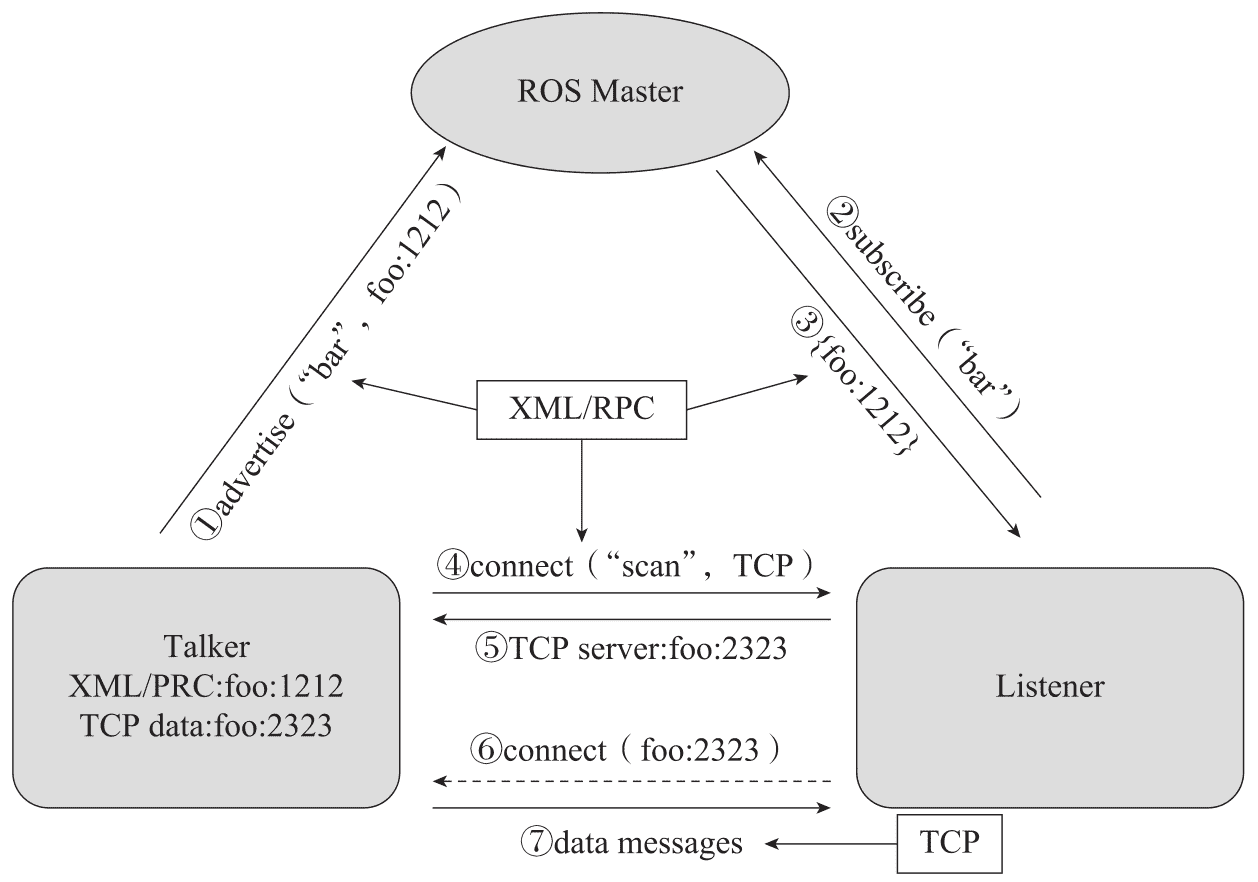 ROS Master
①advertise（“bar”，foo:1212）
②subscribe（“bar”）
③{foo:1212}
XML/RPC
④connect（“scan”，TCP）
⑤TCP server:foo:2323
Talker
XML/PRC:foo:1212
TCP data:foo:2323
Listener
⑥connect（foo:2323）
⑦data messages
TCP